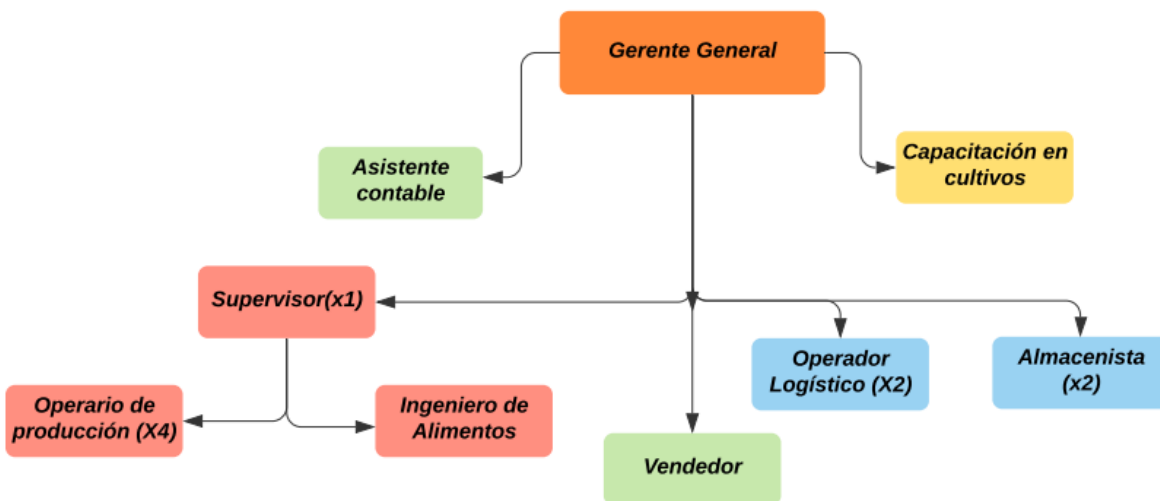 Gerente General
Asistente
contable
Capacitación en
cultivos
Supervisor(x1)
Operador
Logístico (X2)
Almacenista
(x2)
Operario de
producción (X4)
Ingeniero de
Alimentos
Vendedor